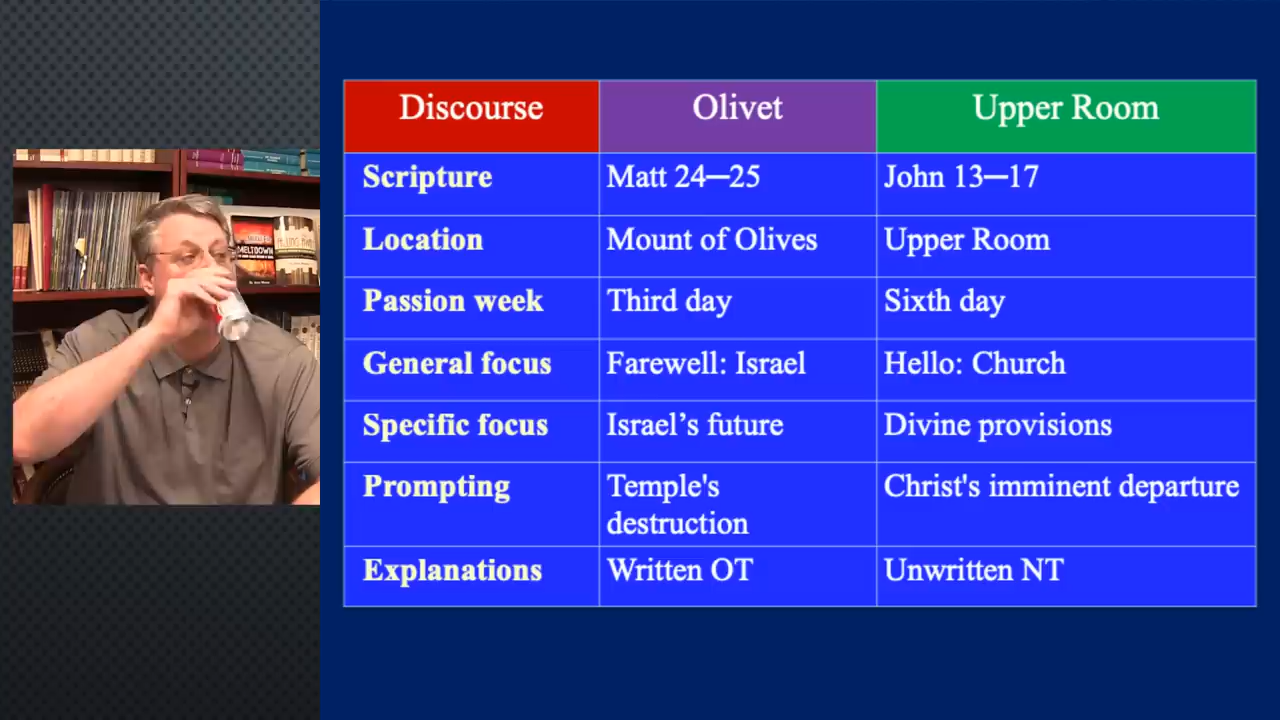 Discourse Olivet Upper Room
Scripture Matt 24—25 John 13—17
Location Mount of Olives Upper Room
Passion week Third day Sixth day
General focus Farewell: Israel Hello: Church
Specific focus Israel’s future Divine provisions
Prompting Temple's Christ's imminent departure
destruction
Explanations Written OT Unwritten NT
MELTDOWN